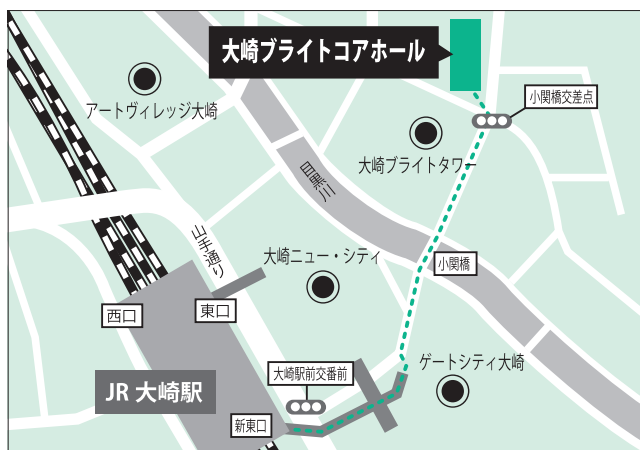 大崎ブライトコアホール
アートヴィレッジ大崎
小関橋交差点
大崎ブライトタワー
目黒川
山手通り
大崎ニュー・シティ
小関橋
西口
東口
ゲートシティ大崎
大崎駅前交番前
JR 大崎駅
新東口